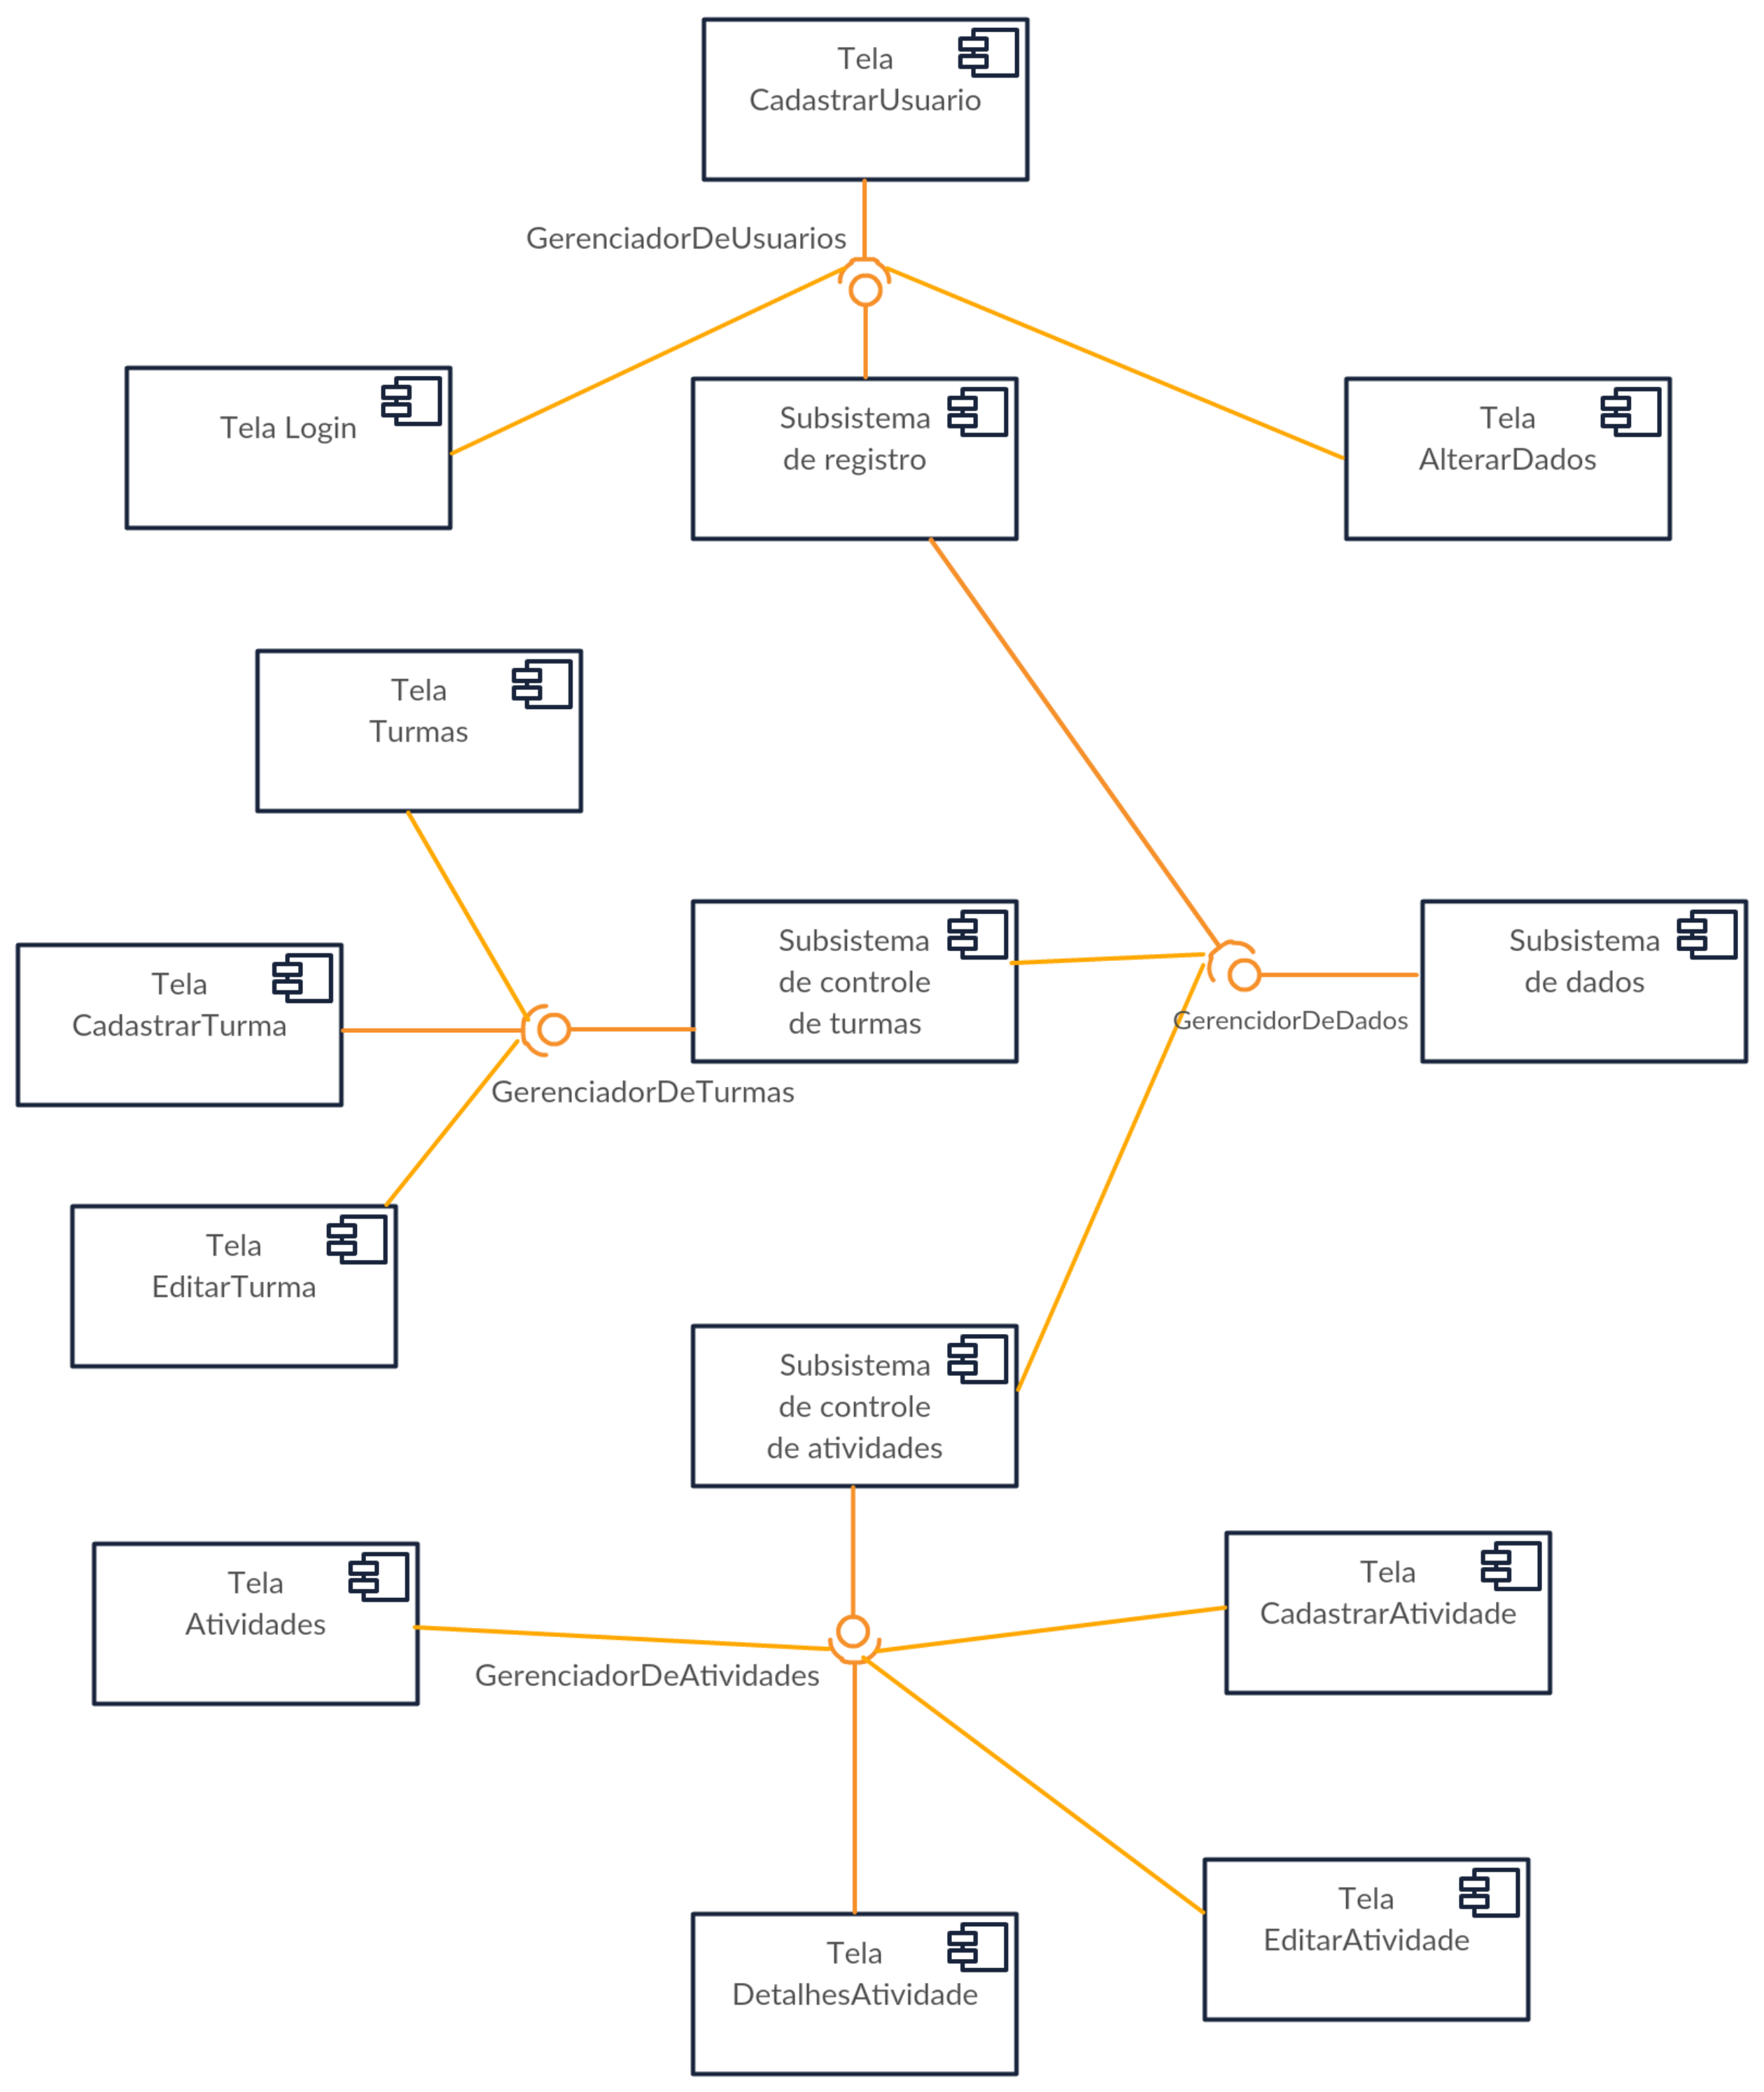 Tela
CadastrarUsuario
GerenciadorDeUsuarios
Tela Login
Subsistema
de registro
Tela
AlterarDados
Tela
Turmas
Subsistema
de controle
de turmas
Subsistema
de dados
Tela
CadastrarTurma
GerencidorDeDados
GerenciadorDeTurmas
Tela
EditarTurma
Subsistema
de controle
de atividades
Tela
Atividades
Tela
CadastrarAtividade
GerenciadorDeAtividades
Tela
EditarAtividade
Tela
DetalhesAtividade